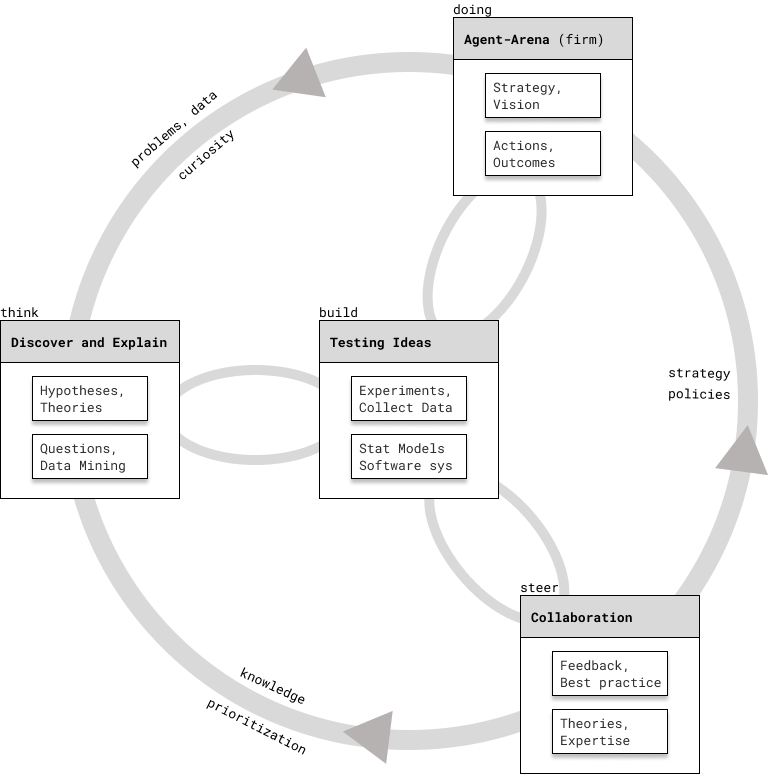 doing
Agent-Arena (firm)
Strategy,
Vision
Actions,
Outcomes
problems, data
curiosity
think
Discover and Explain
Hypotheses,
Theories
Questions,
Data Mining
build
Testing Ideas
Experiments,
Collect Data
Stat Models
Software sys
strategy
policies
steer
Collaboration
Feedback,
Best practice
Theories,
Expertise
knowledge
prioritization